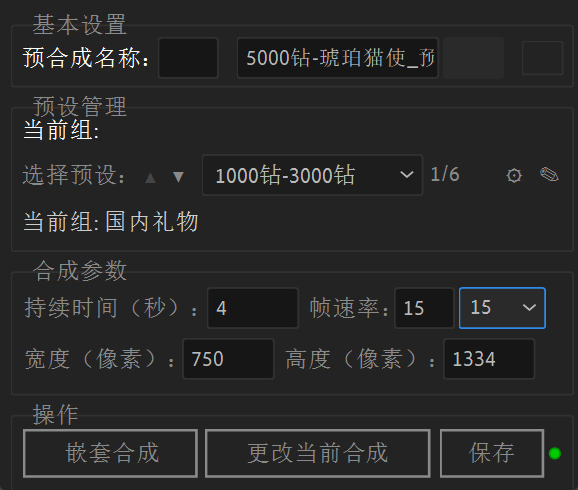 基本设置
预合成名称: 5000钻-琥珀猫使_预
预设管理
当前组:
选择预设: ▲ ▼ 1000钻-3000钻 1/6
当前组: 国内礼物
合成参数
持续时间（秒）: 4 帧速率: 15 15
宽度（像素）: 750 高度（像素）: 1334
操作
嵌套合成 更改当前合成 保存